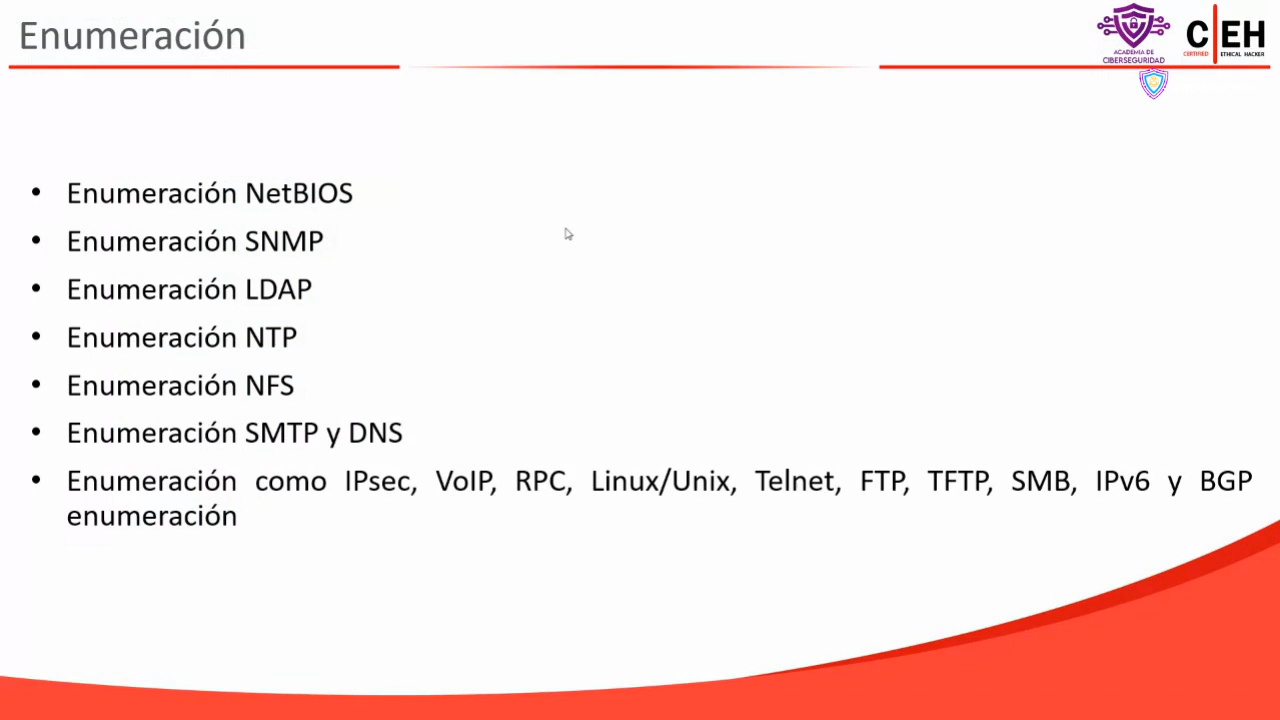 Enumeración
ACADEMIA DE
CIBERSEGURIDAD
C|EH
CERTIFIED ETHICAL HACKER
• Enumeración NetBIOS
• Enumeración SNMP
• Enumeración LDAP
• Enumeración NTP
• Enumeración NFS
• Enumeración SMTP y DNS
• Enumeración como IPsec, VoIP, RPC, Linux/Unix, Telnet, FTP, TFTP, SMB, IPv6 y BGP
enumeración